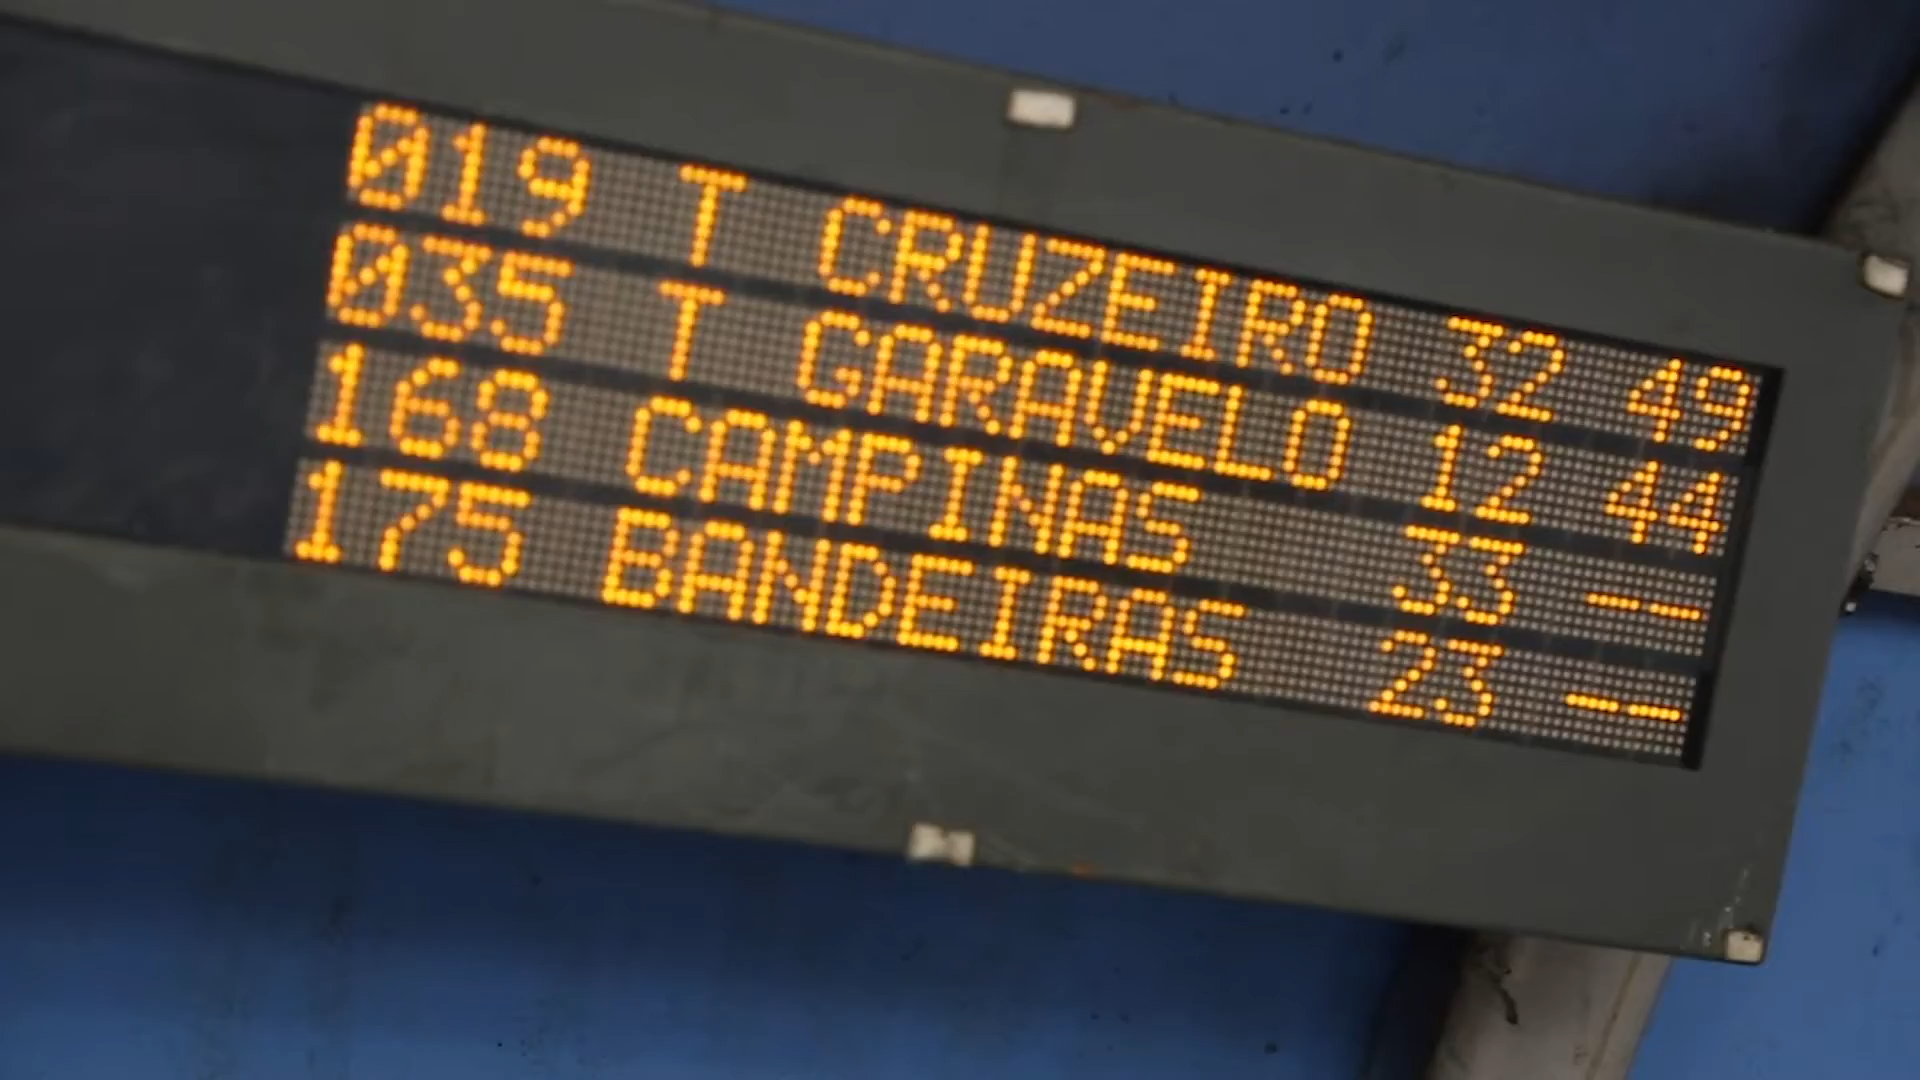 019 T CRUZEIRO 32 49
035 T GARAVELO 12 44
168 CAMPINAS 33 --
175 BANDEIRAS 23 --